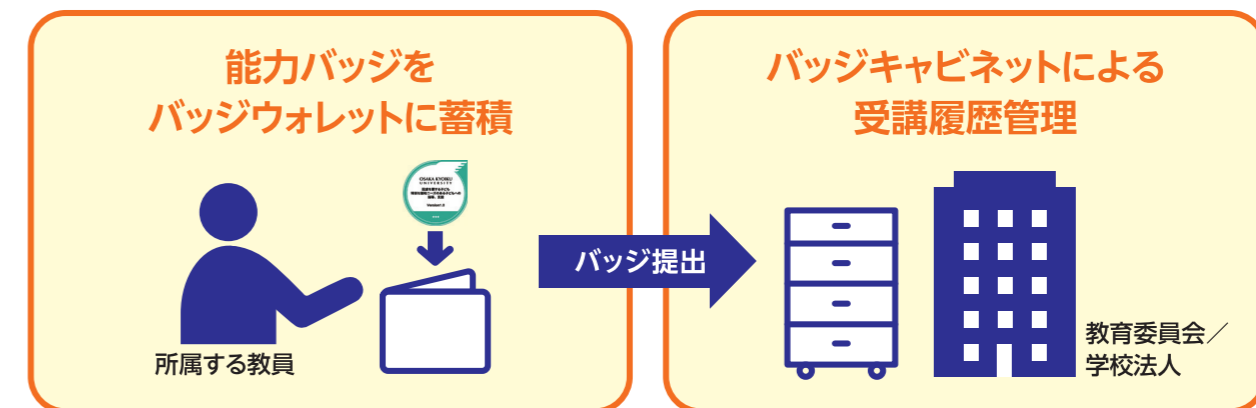 能力バッジを
バッジウォレットに蓄積
OSAKA KYOIKU
UNIVERSITY
Version1.0
所属する教員
バッジ提出
バッジキャビネットによる
受講履歴管理
教育委員会／
学校法人